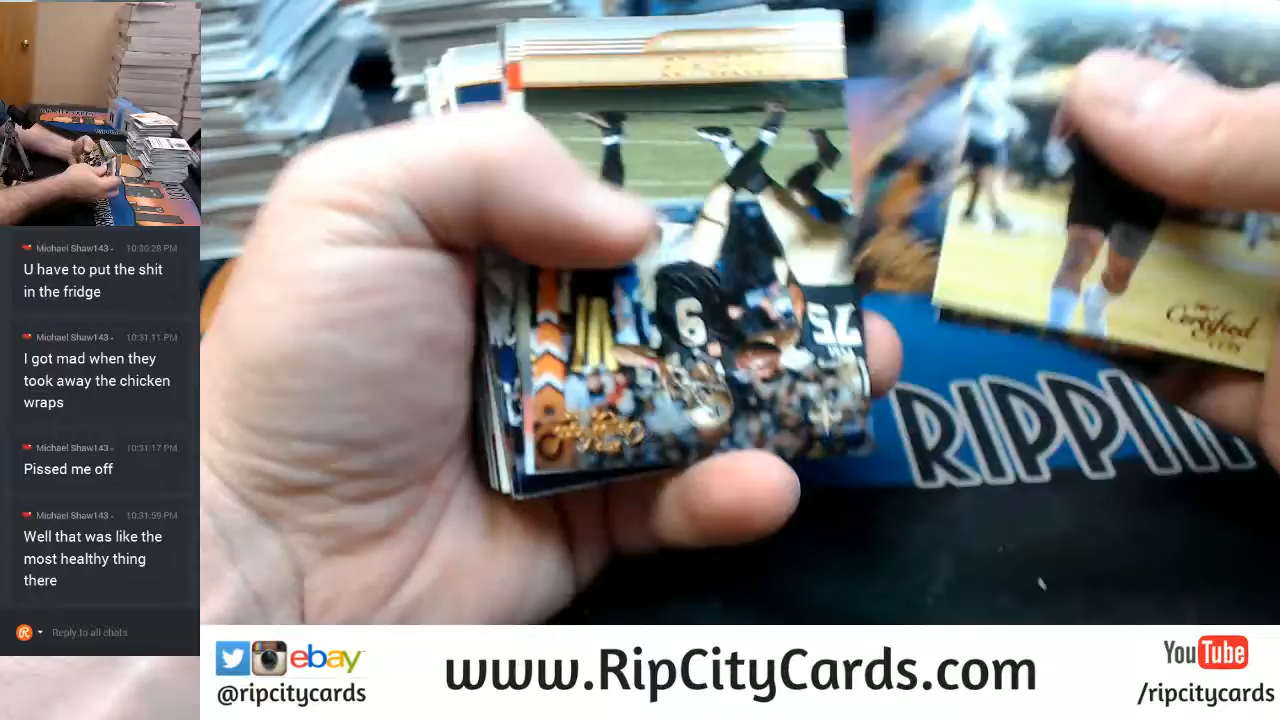 Michael Shaw143 - 10:30:28 PM
U have to put the shit
in the fridge
Michael Shaw143 - 10:31:11 PM
I got mad when they
took away the chicken
wraps
Michael Shaw143 - 10:31:17 PM
Pissed me off
Michael Shaw143 - 10:31:59 PM
Well that was like the
most healthy thing
there
Reply to all chats
9
75
Certified
RIPPIN
ebay
@ripcitycards
www.RipCityCards.com
YouTube
/ripcitycards